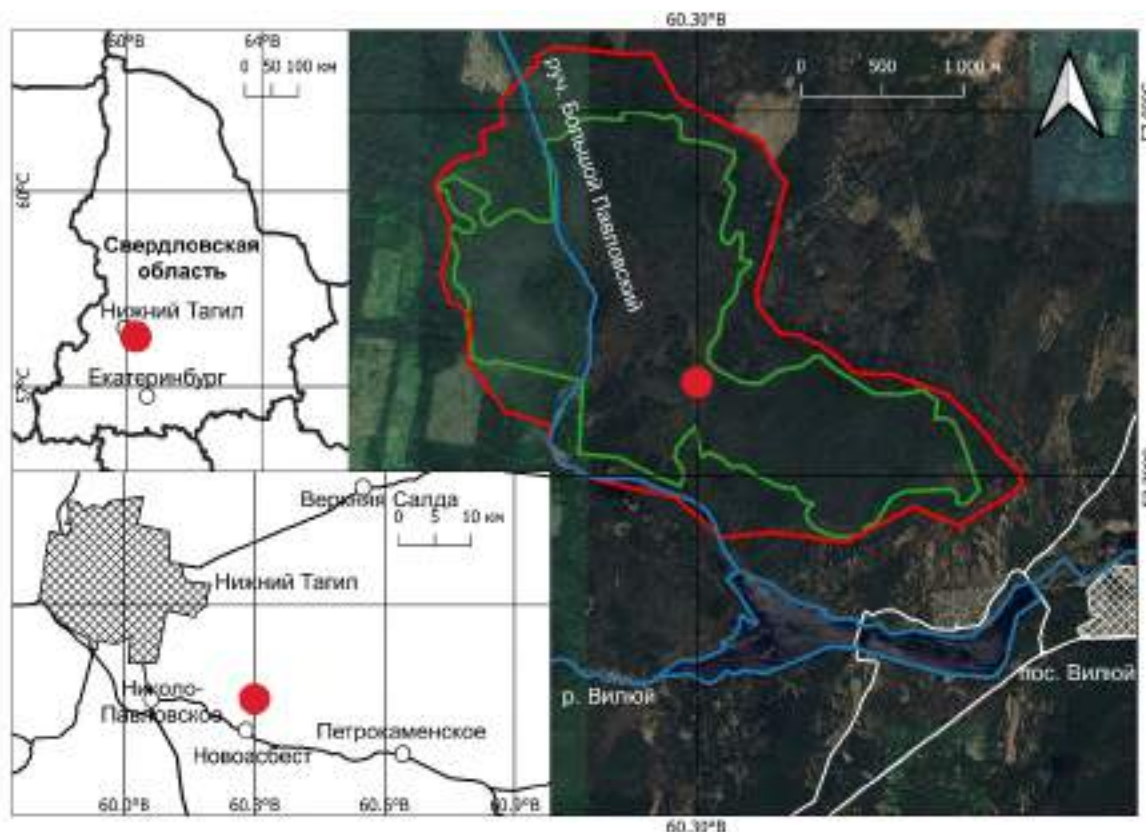 60°В
64°В
0 50 100 км
60°С
Свердловская
область
Нижний Тагил
Екатеринбург
57°С
60.30°В
0 500 1 000 м
руч. Большой Павловский
р. Вилюй
пос. Вилюй
60.30°В
Верхняя Салда
0 5 10 км
Нижний Тагил
Николо-
Павловское
Новоасбест
Петрокаменское
60.0°В
60.3°В
60.6°В
60.9°В